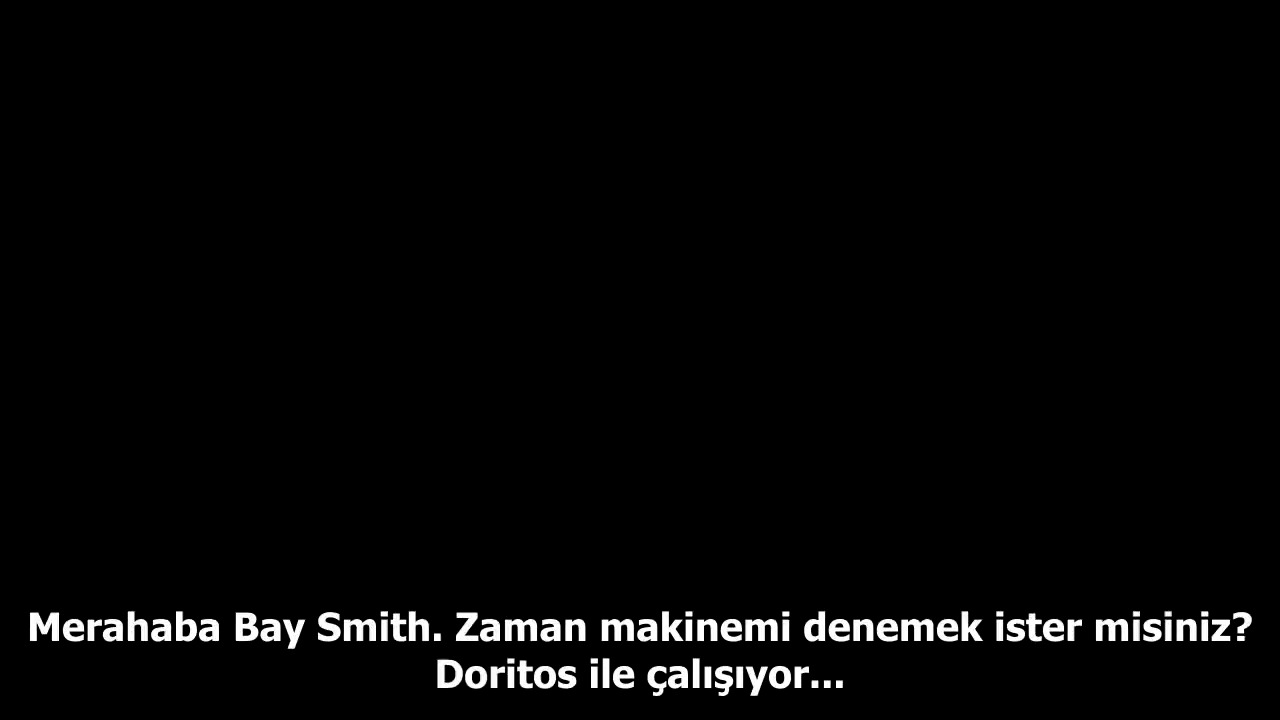 Merahaba Bay Smith. Zaman makinemi denemek ister misiniz?
Doritos ile çalışıyor...